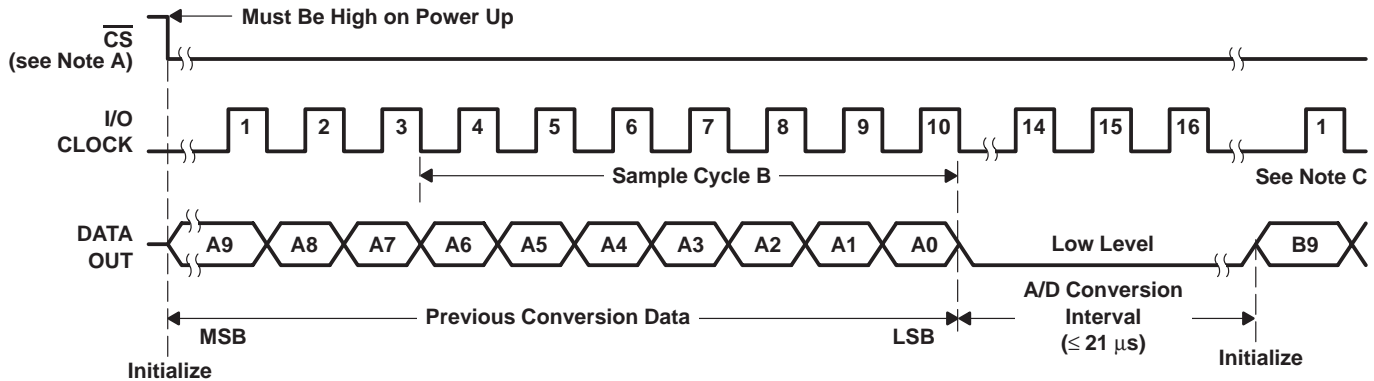 Must Be High on Power Up
CS
(see Note A)
I/O
CLOCK
1 2 3 4 5 6 7 8 9 10 14 15 16 1
Sample Cycle B
See Note C
DATA
OUT
A9 A8 A7 A6 A5 A4 A3 A2 A1 A0 Low Level B9
A/D Conversion
Interval
(≤ 21 μs)
Previous Conversion Data
MSB
LSB
Initialize
Initialize